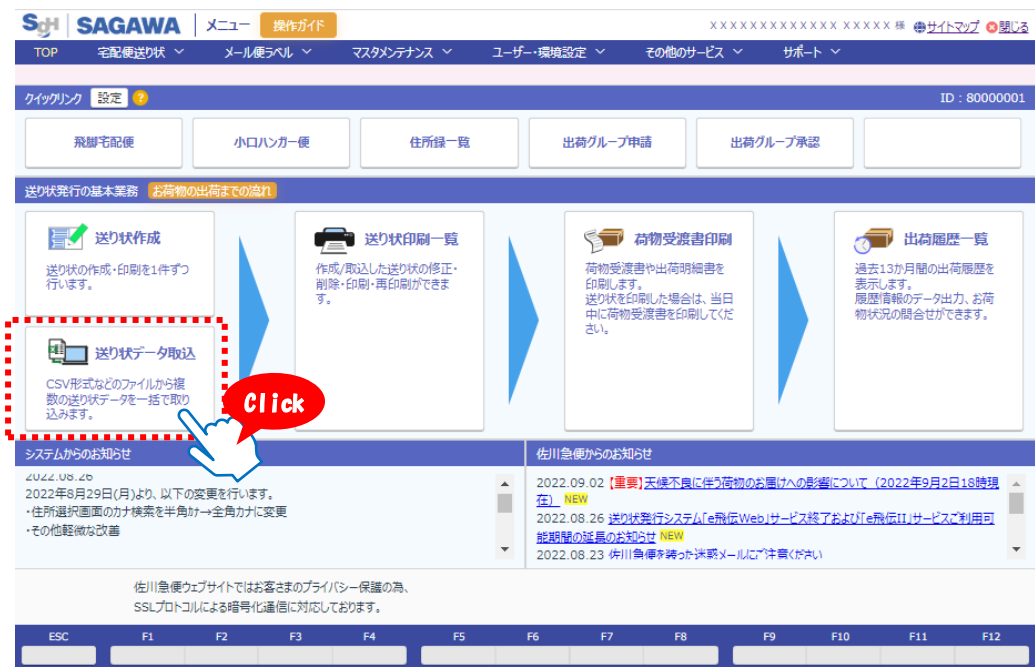 SGH SAGAWA メニュー 操作ガイド
XXXXXXXXXXXXXX XXXXX 様 サイトマップ 閉じる
TOP 宅配便送り状 メール便ラベル マスタメンテナンス ユーザー・環境設定 その他のサービス サポート
クイックリンク 設定 ? ID：80000001
飛脚宅配便 小口ハンガー便 住所録一覧 出荷グループ申請 出荷グループ承認
送り状発行の基本業務 お荷物の出荷までの流れ
送り状作成
送り状の作成・印刷を1件ずつ
行います。
送り状データ取込
CSV形式などのファイルから複
数の送り状データを一括で取り
込みます。
Click
送り状印刷一覧
作成/取込した送り状の修正・
削除・印刷・再印刷ができま
す。
荷物受渡書印刷
荷物受渡書や出荷明細書を
印刷します。
送り状を印刷した場合は、当日
中に荷物受渡書を印刷してくだ
さい。
出荷履歴一覧
過去13か月間の出荷履歴を
表示します。
履歴情報のデータ出力、お荷
物状況の問合せができます。
システムからのお知らせ
2022.08.26
2022年8月29日(月)より、以下の変更を行います。
・住所選択画面のカナ検索を半角カナ→全角カナに変更
・その他軽微な改善
佐川急便からのお知らせ
2022.09.02 【重要】天候不良に伴う荷物のお届けへの影響について（2022年9月2日18時現
在） NEW
2022.08.26 送り状発行システム「e飛伝Web」サービス終了および「e飛伝II」サービスご利用可
能期間の延長のお知らせ NEW
2022.08.23 佐川急便を装った迷惑メールにご注意ください
佐川急便ウェブサイトではお客さまのプライバシー保護の為、
SSLプロトコルによる暗号化通信に対応しております。
ESC F1 F2 F3 F4 F5 F6 F7 F8 F9 F10 F11 F12